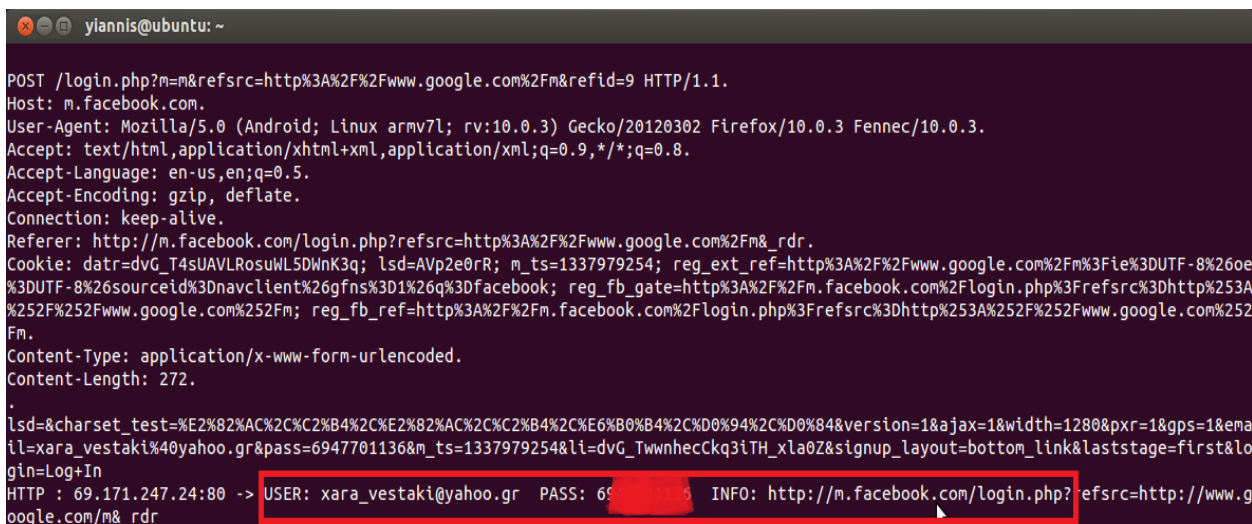 yiannis@ubuntu: ~
POST /login.php?m=m&refsrc=http%3A%2F%2Fwww.google.com%2Fm&refid=9 HTTP/1.1.
Host: m.facebook.com.
User-Agent: Mozilla/5.0 (Android; Linux armv7l; rv:10.0.3) Gecko/20120302 Firefox/10.0.3 Fennec/10.0.3.
Accept: text/html,application/xhtml+xml,application/xml;q=0.9,*/*;q=0.8.
Accept-Language: en-us,en;q=0.5.
Accept-Encoding: gzip, deflate.
Connection: keep-alive.
Referer: http://m.facebook.com/login.php?refsrc=http%3A%2F%2Fwww.google.com%2Fm&_rdr.
Cookie: datr=dvG_T4sUAVLRosuWL5DWnK3q; lsd=AVp2e0rR; m_ts=1337979254; reg_ext_ref=http%3A%2F%2Fwww.google.com%2Fm%3Fie%3DUTF-8%26oe
%3DUTF-8%26sourceid%3Dnavclient%26gfns%3D1%26q%3Dfacebook; reg_fb_gate=http%3A%2F%2Fm.facebook.com%2Flogin.php%3Frefsrc%3Dhttp%253A
%252F%252Fwww.google.com%252Fm; reg_fb_ref=http%3A%2F%2Fm.facebook.com%2Flogin.php%3Frefsrc%3Dhttp%253A%252F%252Fwww.google.com%252
Fm.
Content-Type: application/x-www-form-urlencoded.
Content-Length: 272.
.
lsd=&charset_test=%E2%82%AC%2C%C2%B4%2C%E2%82%AC%2C%C2%B4%2C%E6%B0%B4%2C%D0%94%2C%D0%84&version=1&ajax=1&width=1280&pxr=1&gps=1&ema
il=xara_vestaki%40yahoo.gr&pass=[password withheld]&m_ts=1337979254&li=dvG_TwwnhecCkq3iTH_xla0Z&signup_layout=bottom_link&laststage=first&lo
gin=Log+In
HTTP : 69.171.247.24:80 -> USER: xara_vestaki@yahoo.gr PASS: [password withheld] INFO: http://m.facebook.com/login.php?refsrc=http://www.g
oogle.com/m&_rdr